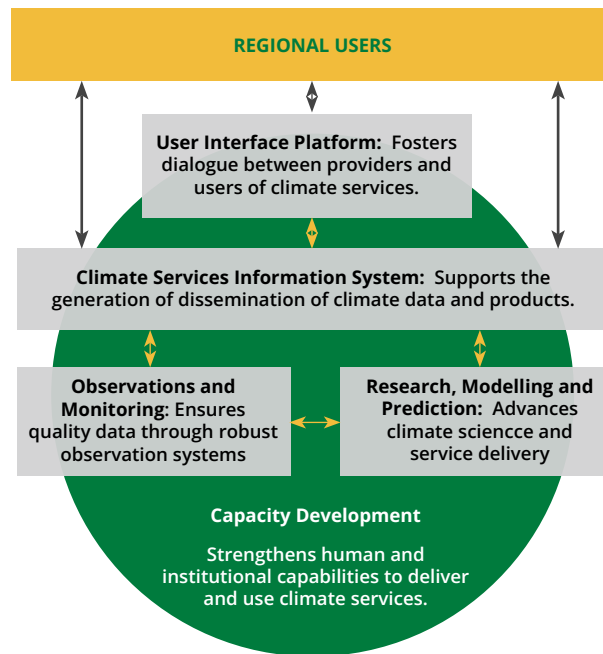 REGIONAL USERS
User Interface Platform: Fosters
dialogue between providers and
users of climate services.
Climate Services Information System: Supports the
generation of dissemination of climate data and products.
Observations and
Monitoring: Ensures
quality data through robust
observation systems
Research, Modelling and
Prediction: Advances
climate sciencce and
service delivery
Capacity Development
Strengthens human and
institutional capabilities to deliver
and use climate services.